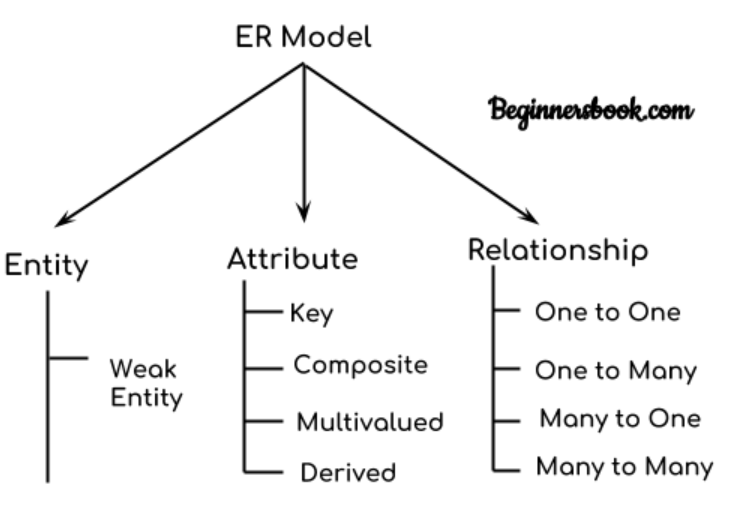 ER Model
Beginnersbook.com
Entity
Weak
Entity
Attribute
Key
Composite
Multivalued
Derived
Relationship
One to One
One to Many
Many to One
Many to Many